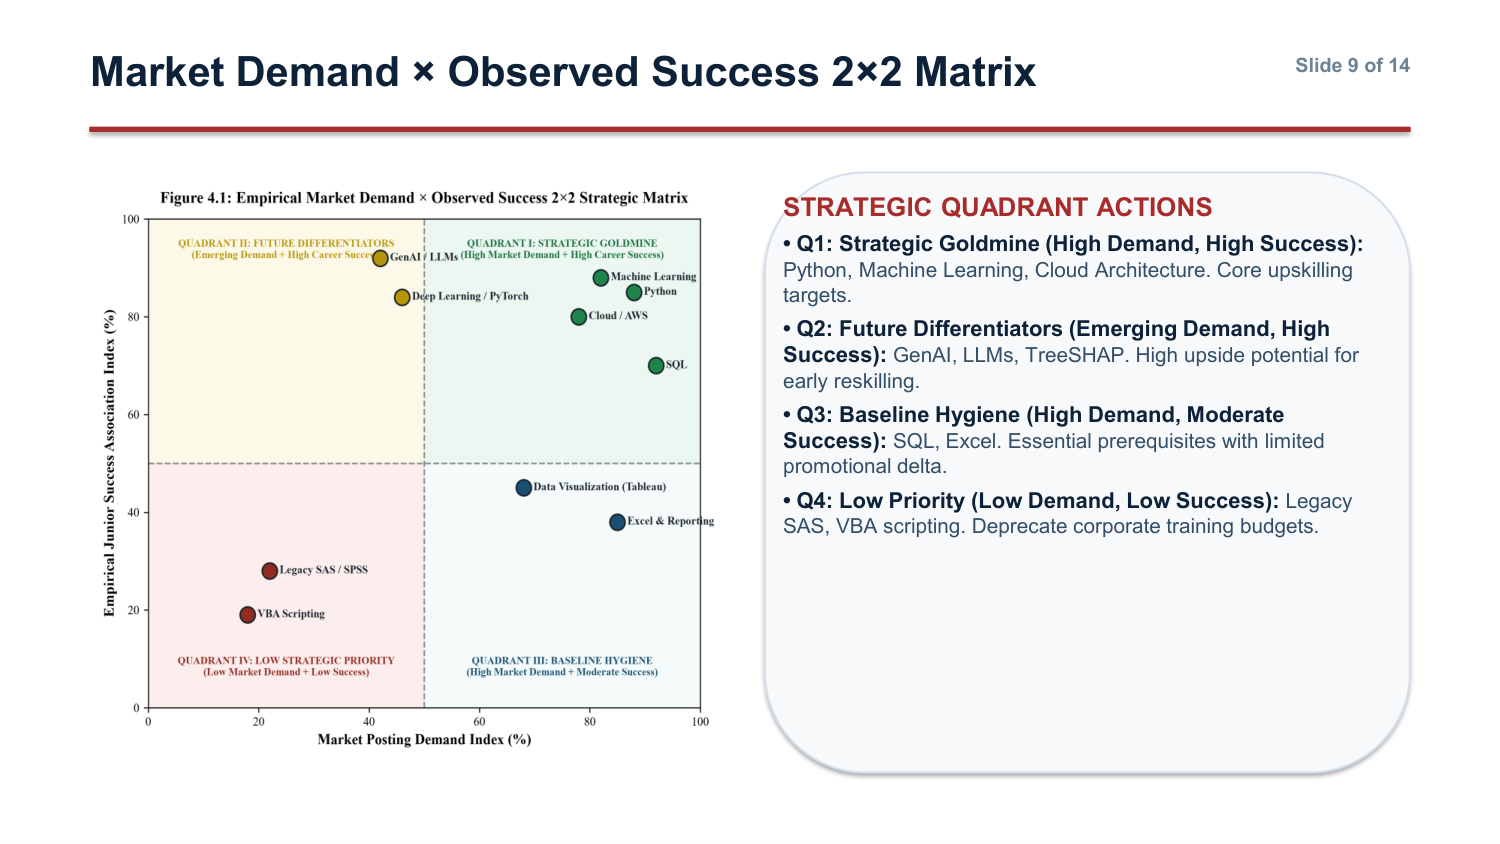 Market Demand × Observed Success 2×2 Matrix
Slide 9 of 14
Figure 4.1: Empirical Market Demand × Observed Success 2×2 Strategic Matrix
Empirical Junior Success Association Index (%)
100
80
60
40
20
0
QUADRANT II: FUTURE DIFFERENTIATORS
(Emerging Demand + High Career
QUADRANT I: STRATEGIC GOLDMINE
(High Market Demand + High Career Success)
GenAI / LLMs
Deep Learning / PyTorch
Machine Learning
Python
Cloud / AWS
SQL
Data Visualization (Tableau)
Excel & Reporting
Legacy SAS / SPSS
VBA Scripting
QUADRANT IV: LOW STRATEGIC PRIORITY
(Low Market Demand + Low Success)
QUADRANT III: BASELINE HYGIENE
(High Market Demand + Moderate Success)
0
20
40
60
80
100
Market Posting Demand Index (%)
STRATEGIC QUADRANT ACTIONS
• Q1: Strategic Goldmine (High Demand, High Success):
Python, Machine Learning, Cloud Architecture. Core upskilling
targets.
• Q2: Future Differentiators (Emerging Demand, High
Success): GenAI, LLMs, TreeSHAP. High upside potential for
early reskilling.
• Q3: Baseline Hygiene (High Demand, Moderate
Success): SQL, Excel. Essential prerequisites with limited
promotional delta.
• Q4: Low Priority (Low Demand, Low Success): Legacy
SAS, VBA scripting. Deprecate corporate training budgets.